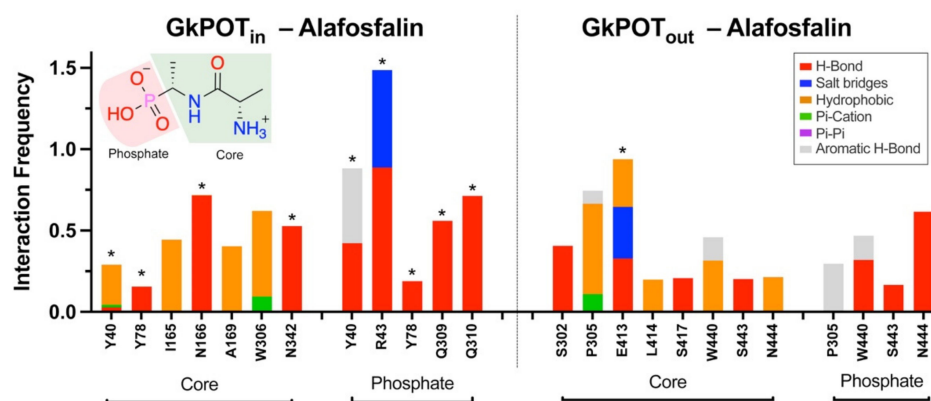 GkPOTin – Alafosfalin
GkPOTout – Alafosfalin
Interaction Frequency
1.5
1.0
0.5
0.0
O
O
−
P
HO
O
N
H
O
NH3
+
Phosphate
Core
H-Bond
Salt bridges
Hydrophobic
Pi-Cation
Pi-Pi
Aromatic H-Bond
* * * * * * * * *
*
Y40 Y78 I165 N166 A169 W306 N342
Y40 R43 Y78 Q309 Q310
S302 P305 E413 L414 S417 W440 S443 N444
P305 W440 S443 N444
Core
Phosphate
Core
Phosphate